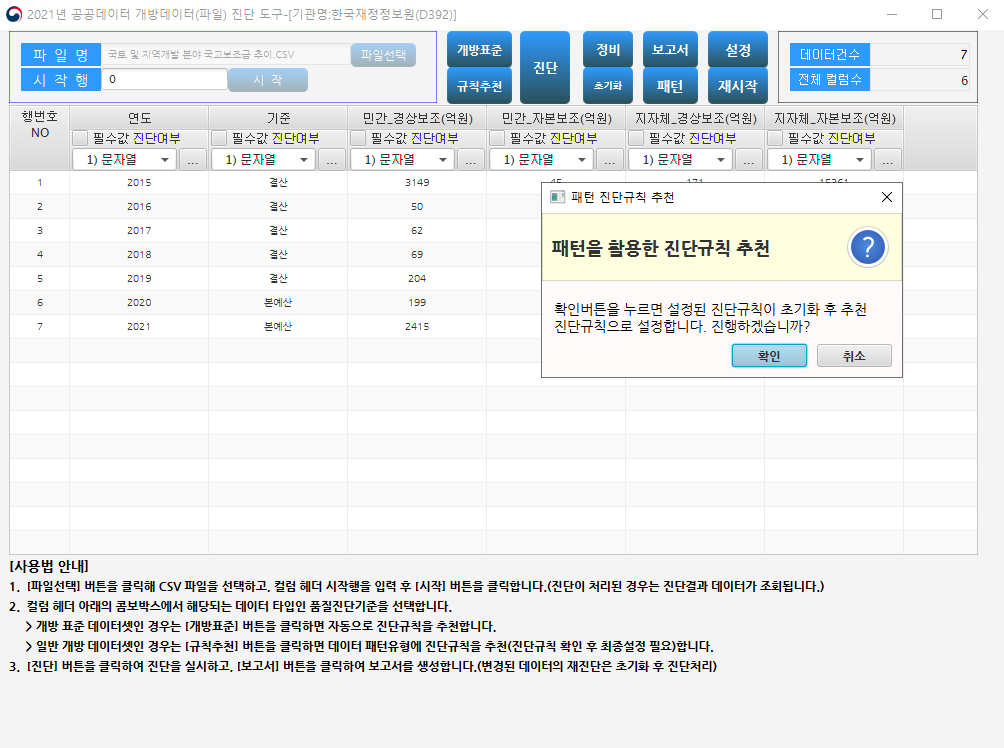 2021년 공공데이터 개방데이터(파일) 진단 도구-[기관명:한국재정정보원(D392)]
파 일 명 국토 및 지역개발 분야 국고보조금 추이.CSV 파일선택
시 작 행 0 시 작
개방표준 진단 정비 보고서 설정
규칙추천 초기화 패턴 재시작
데이터건수 7
전체 컬럼수 6
행번호 NO 연도 기준 민간_경상보조(억원) 민간_자본보조(억원) 지자체_경상보조(억원) 지자체_자본보조(억원)
필수값 진단여부 필수값 진단여부 필수값 진단여부 필수값 진단여부 필수값 진단여부 필수값 진단여부
1) 문자열 ... 1) 문자열 ... 1) 문자열 ... 1) 문자열 ... 1) 문자열 ... 1) 문자열 ...
1 2015 결산 3149 45 171 15361
2 2016 결산 50
3 2017 결산 62
4 2018 결산 69
5 2019 결산 204
6 2020 본예산 199
7 2021 본예산 2415
패턴 진단규칙 추천
패턴을 활용한 진단규칙 추천
확인버튼을 누르면 설정된 진단규칙이 초기화 후 추천
진단규칙으로 설정합니다. 진행하겠습니까?
확인 취소
[사용법 안내]
1. [파일선택] 버튼을 클릭해 CSV 파일을 선택하고, 컬럼 헤더 시작행을 입력 후 [시작] 버튼을 클릭합니다.(진단이 처리된 경우는 진단결과 데이터가 조회됩니다.)
2. 컬럼 헤더 아래의 콤보박스에서 해당되는 데이터 타입인 품질진단기준을 선택합니다.
> 개방 표준 데이터셋인 경우는 [개방표준] 버튼을 클릭하면 자동으로 진단규칙을 추천합니다.
> 일반 개방 데이터셋인 경우는 [규칙추천] 버튼을 클릭하면 데이터 패턴유형에 진단규칙을 추천(진단규칙 확인 후 최종설정 필요)합니다.
3. [진단] 버튼을 클릭하여 진단을 실시하고, [보고서] 버튼을 클릭하여 보고서를 생성합니다.(변경된 데이터의 재진단은 초기화 후 진단처리)